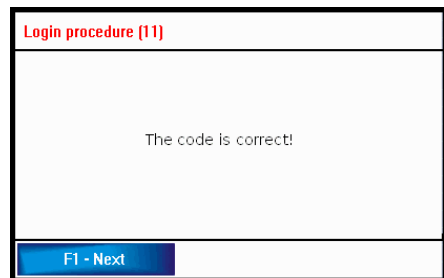 Login procedure (11)
The code is correct!
F1 - Next